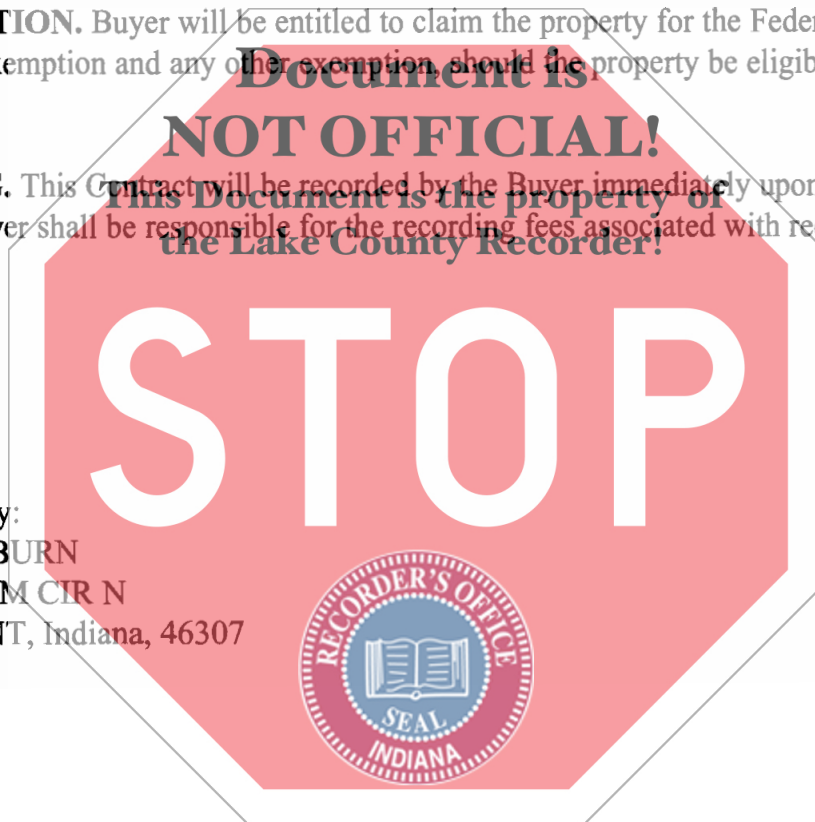 TION. Buyer will be entitled to claim the property for the Feder
emption and any other exemption, should the property be eligib
Document is
NOT OFFICIAL!
. This Contract will be recorded by the Buyer immediately upon
This Document is the property of
er shall be responsible for the recording fees associated with re
the Lake County Recorder!
STOP
y:
BURN
M CIR N
T, Indiana, 46307
RECORDER'S OFFICE
SEAL
INDIANA